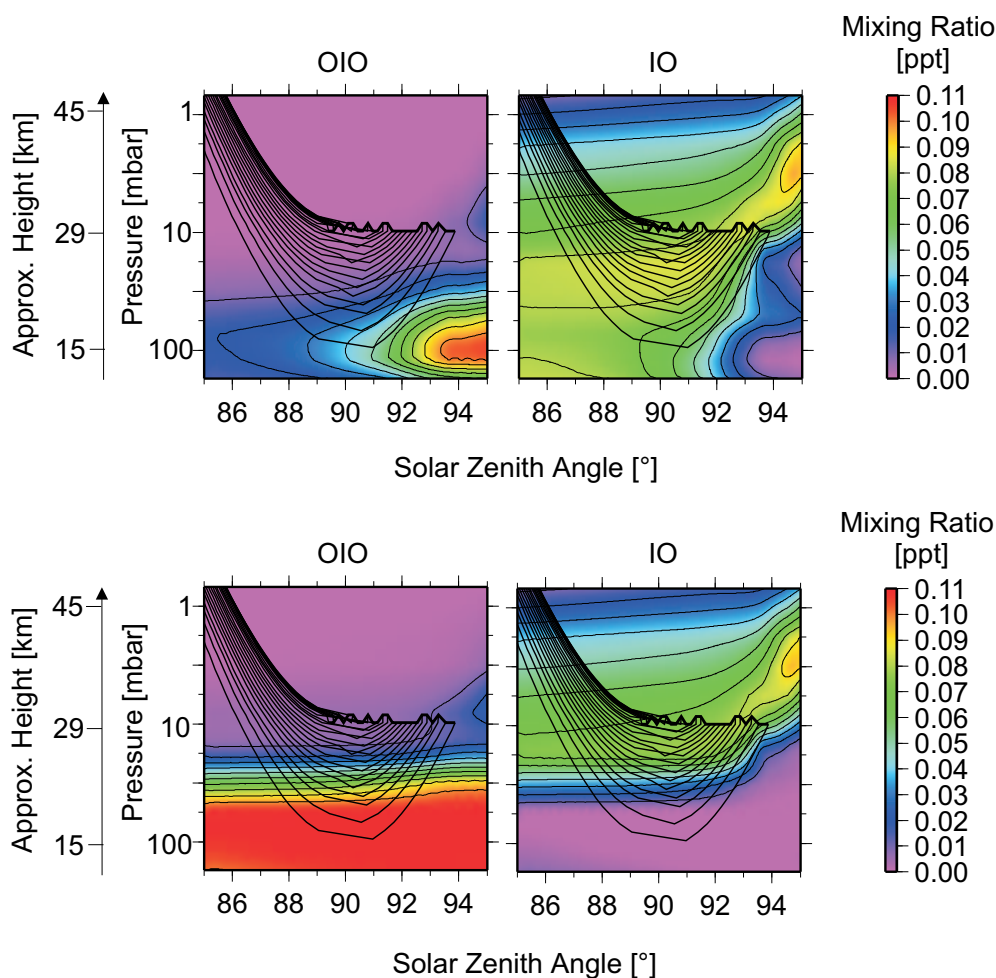 Mixing Ratio
[ppt]
OIO
IO
Approx. Height [km]
45
29
15
Pressure [mbar]
1
10
100
86 88 90 92 94
86 88 90 92 94
Solar Zenith Angle [°]
0.11
0.10
0.09
0.08
0.07
0.06
0.05
0.04
0.03
0.02
0.01
0.00
Mixing Ratio
[ppt]
OIO
IO
Approx. Height [km]
45
29
15
Pressure [mbar]
1
10
100
86 88 90 92 94
86 88 90 92 94
Solar Zenith Angle [°]
0.11
0.10
0.09
0.08
0.07
0.06
0.05
0.04
0.03
0.02
0.01
0.00